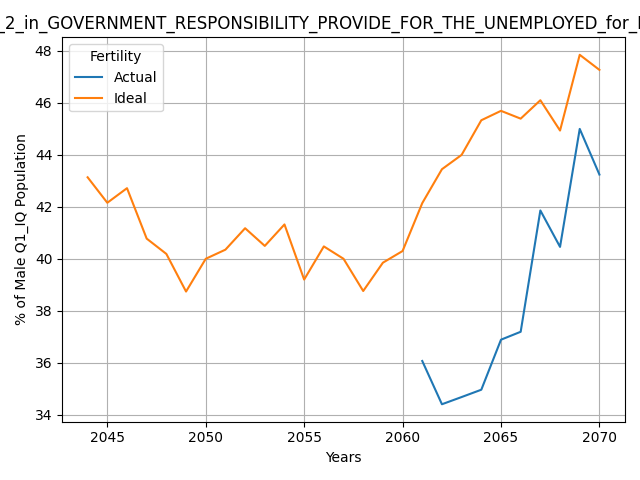 _2_in_GOVERNMENT_RESPONSIBILITY_PROVIDE_FOR_THE_UNEMPLOYED_for_
% of Male Q1_IQ Population
48
46
44
42
40
38
36
34
Fertility
Actual
Ideal
2045 2050 2055 2060 2065 2070
Years